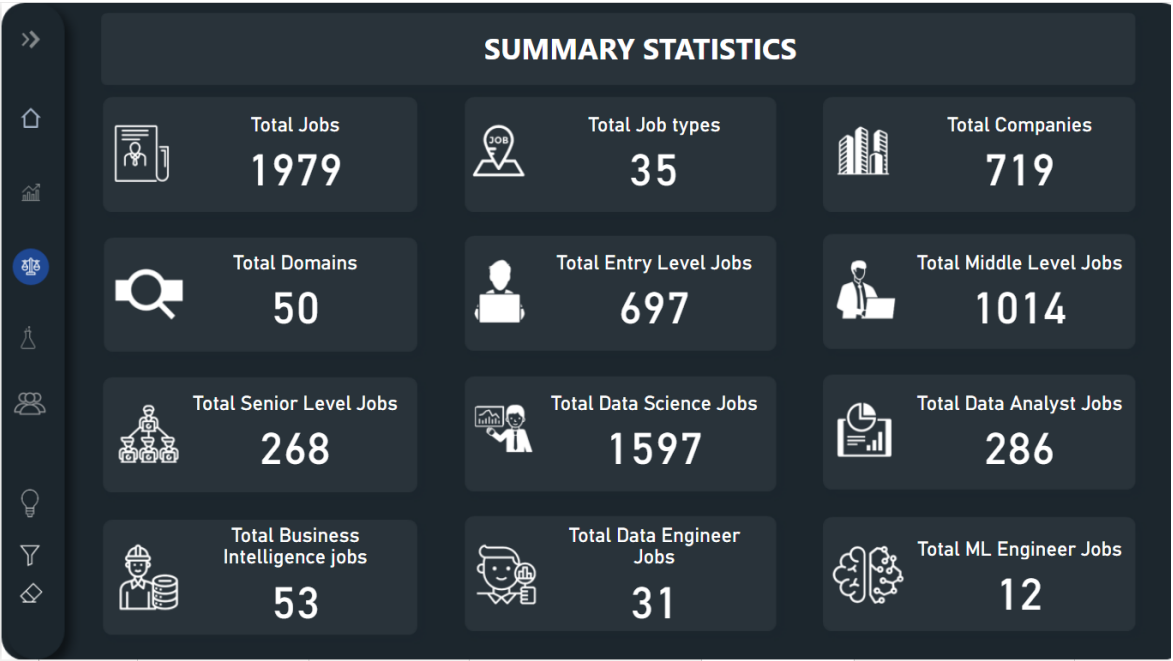 SUMMARY STATISTICS
Total Jobs
1979
JOB
Total Job types
35
Total Companies
719
Total Domains
50
Total Entry Level Jobs
697
Total Middle Level Jobs
1014
Total Senior Level Jobs
268
Total Data Science Jobs
1597
Total Data Analyst Jobs
286
Total Business
Intelligence jobs
53
Total Data Engineer
Jobs
31
Total ML Engineer Jobs
12